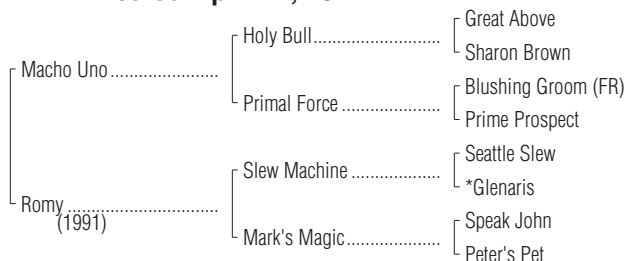 Great Above
Holy Bull
Sharon Brown
Macho Uno
Blushing Groom (FR)
Primal Force
Prime Prospect
Seattle Slew
Slew Machine
*Glenaris
Romy
(1991)
Speak John
Mark's Magic
Peter's Pet